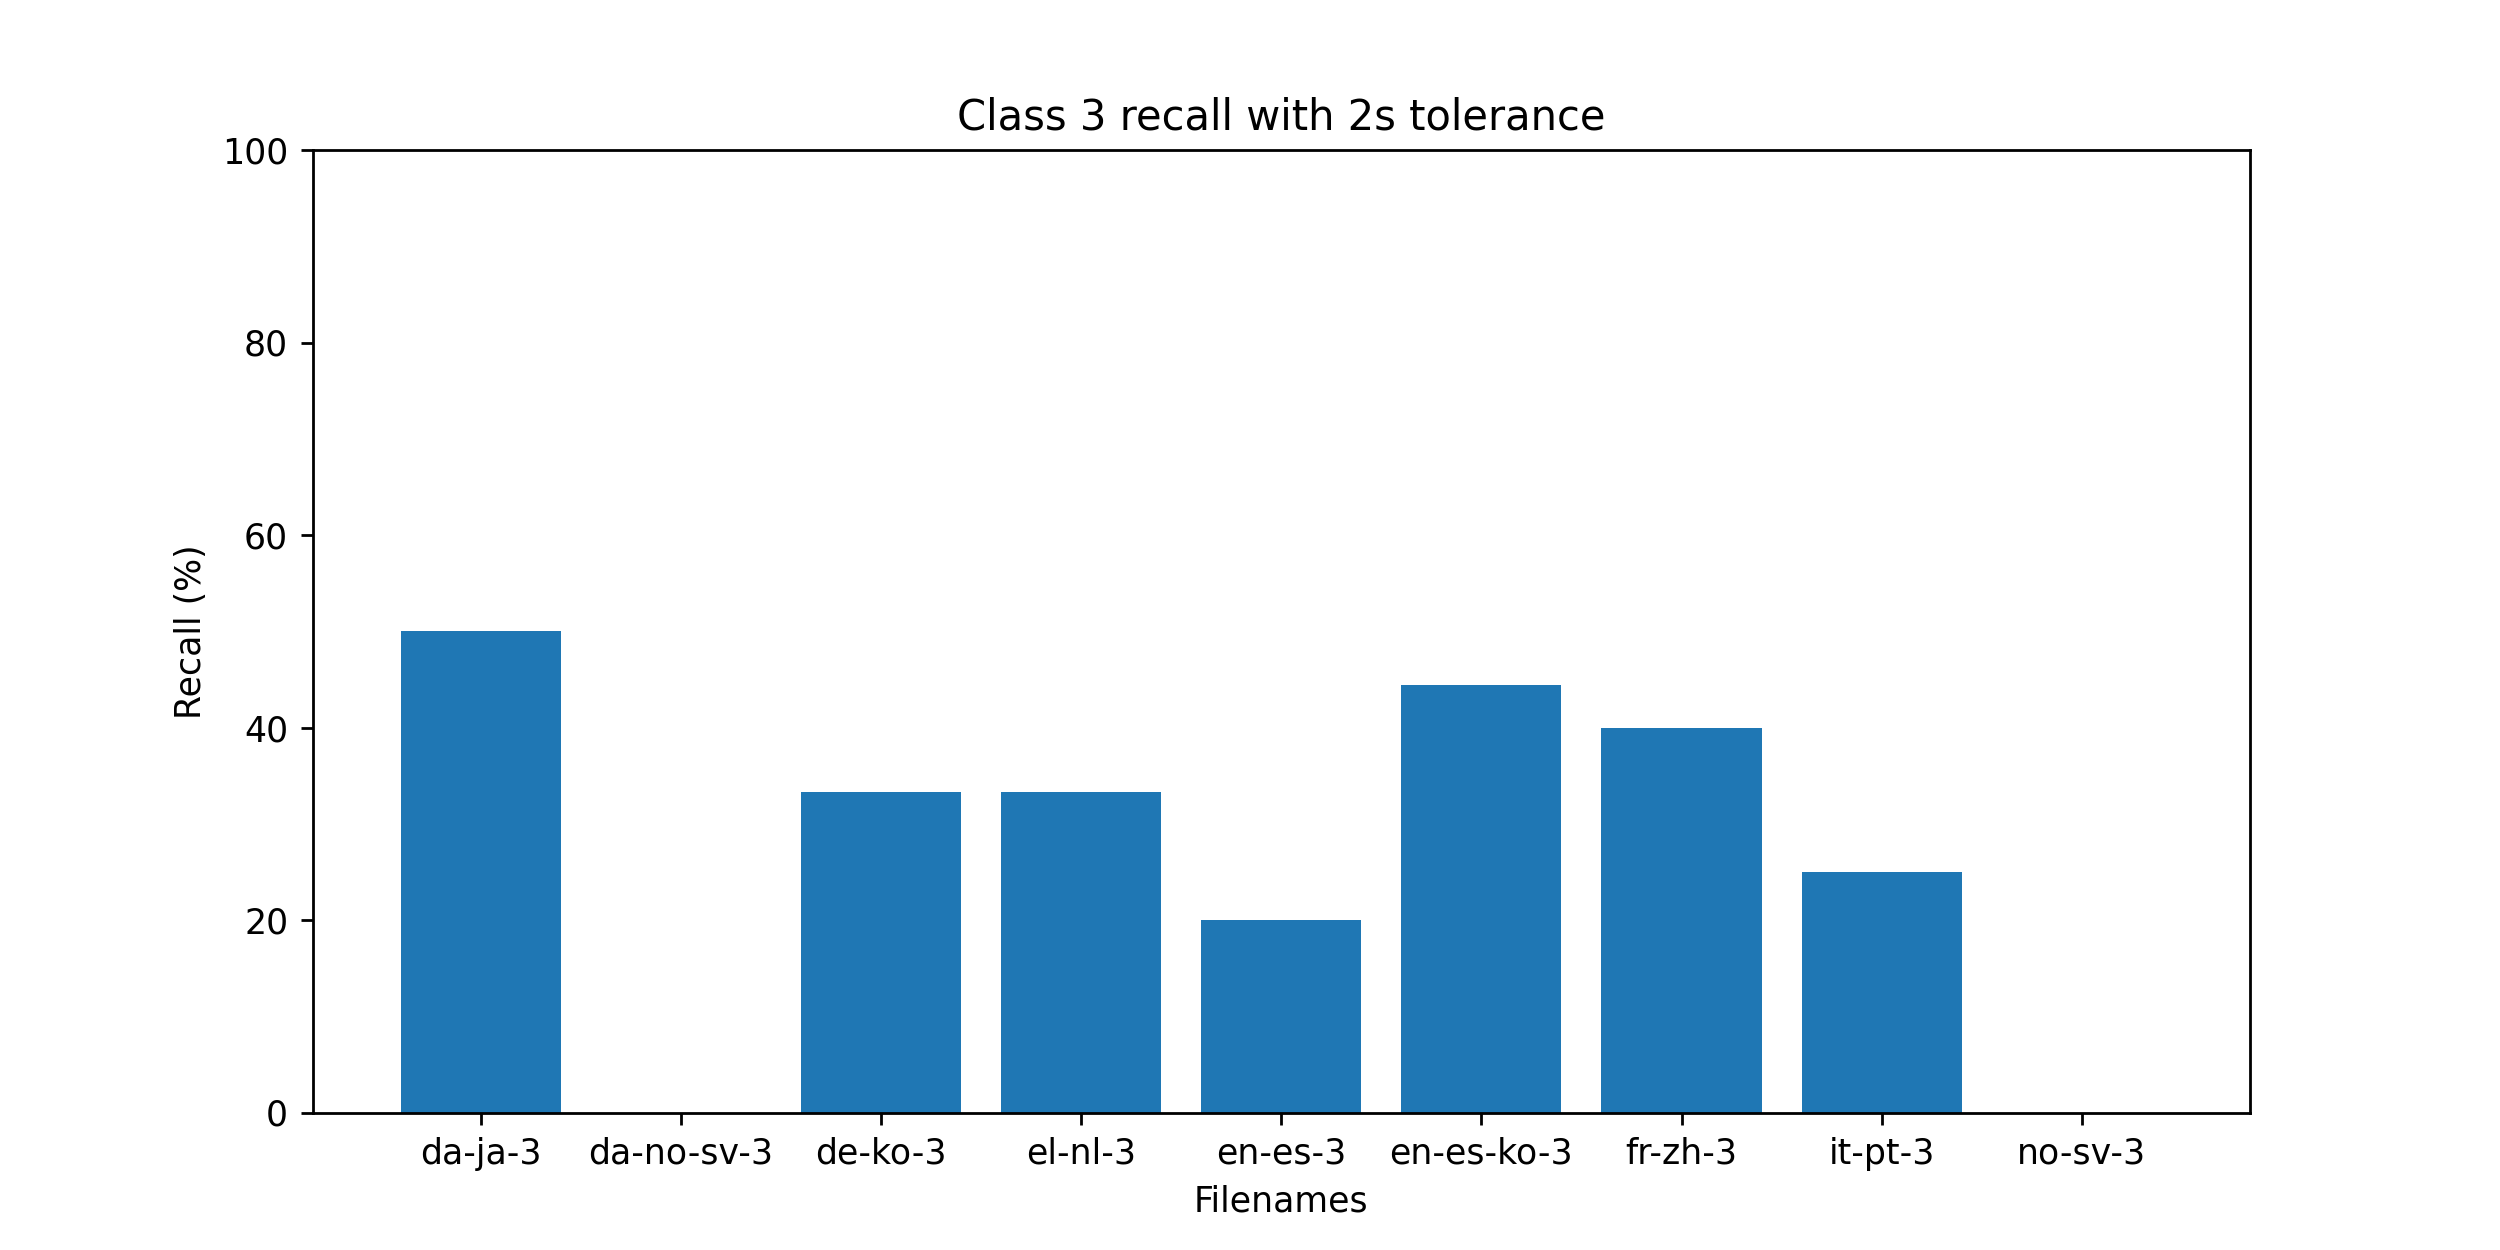 Class 3 recall with 2s tolerance
Recall (%)
100
80
60
40
20
0
da-ja-3 da-no-sv-3 de-ko-3 el-nl-3 en-es-3 en-es-ko-3 fr-zh-3 it-pt-3 no-sv-3
Filenames